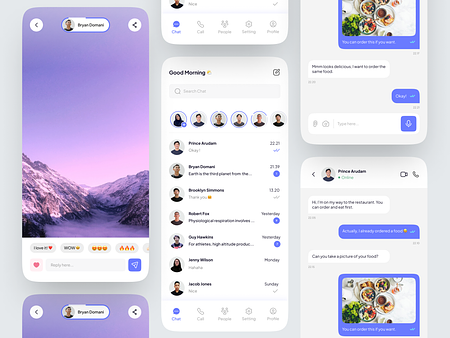 Bryan Domani
I love it!
WOW
Reply here...
Bryan Domani
Nice
Chat
Call
People
Setting
Profile
Good Morning
Search Chat
Prince Arudam
22.21
Okay!
Bryan Domani
21.39
Earth is the third planet from the...
Brooklyn Simmons
13.20
Thank you
Robert Fox
Yesterday
Physiological respiration involves
Guy Hawkins
Yesterday
For athletes, high altitude produc...
Jenny Wilson
Monday
Hahaha
Jacob Jones
Sunday
Nice
Chat
Call
People
Setting
Profile
You can order this if you want
Mmm looks delicious. I want to order the
same food.
Okay!
Type here...
Prince Arudam
Online
Hi, I'm on my way to the restaurant. You
can order and eat first.
Actually, I already ordered a food
Can you take a picture of your food?
You can order this if you want